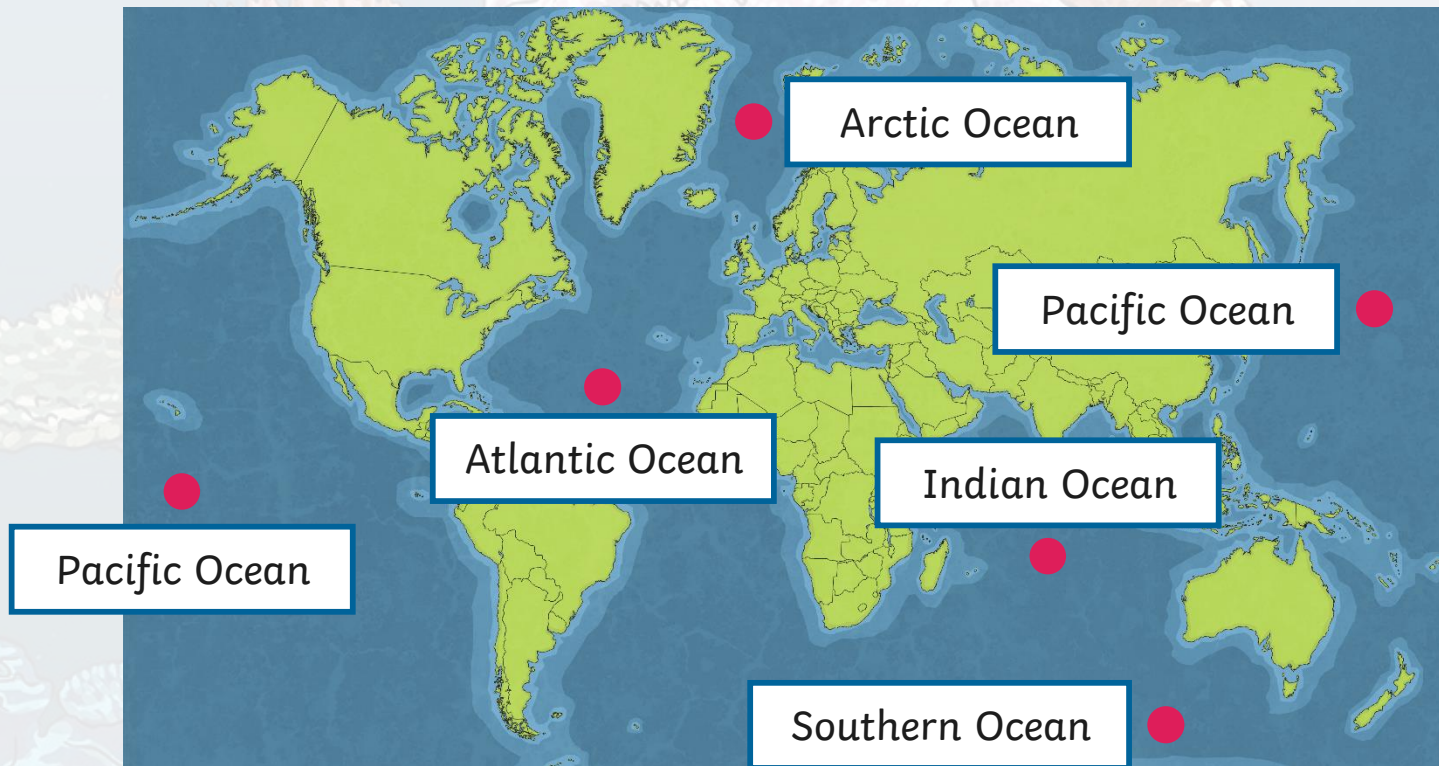 Arctic Ocean
Pacific Ocean
Atlantic Ocean
Indian Ocean
Pacific Ocean
Southern Ocean